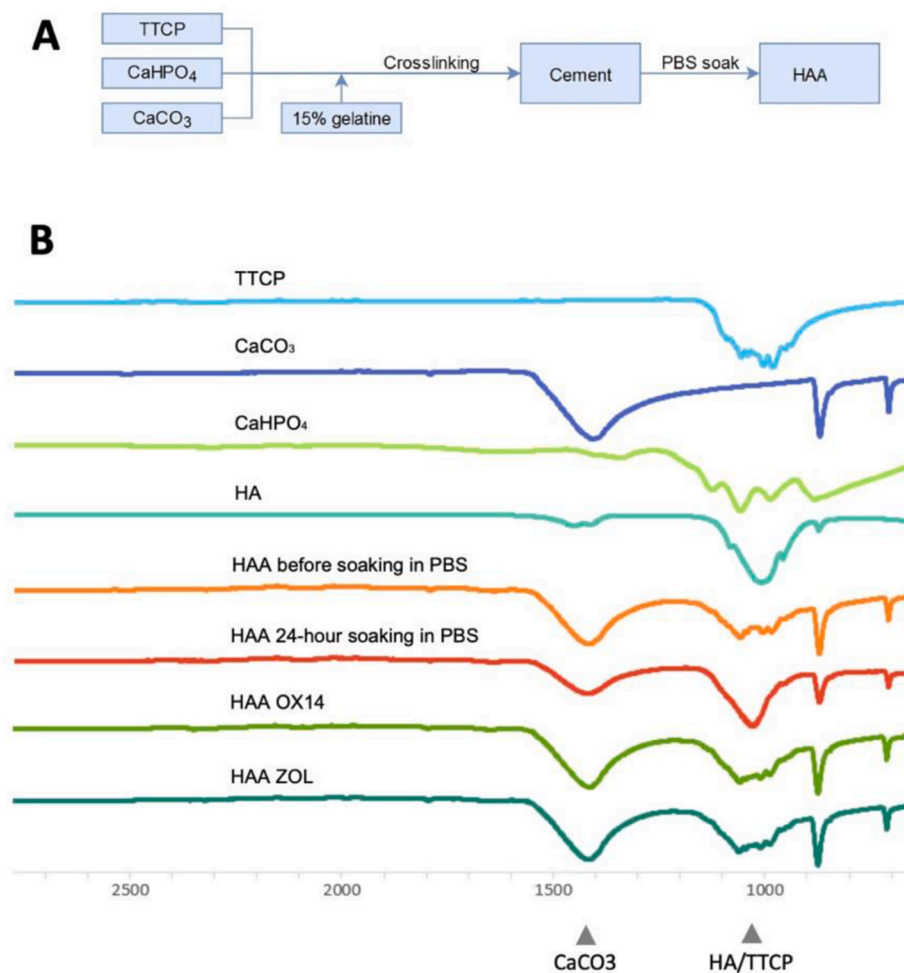 A
TTCP
CaHPO₄
CaCO₃
15% gelatine
Crosslinking
Cement
PBS soak
HAA
B
TTCP
CaCO₃
CaHPO₄
HA
HAA before soaking in PBS
HAA 24-hour soaking in PBS
HAA OX14
HAA ZOL
2500 2000 1500 1000
CaCO3 HA/TTCP